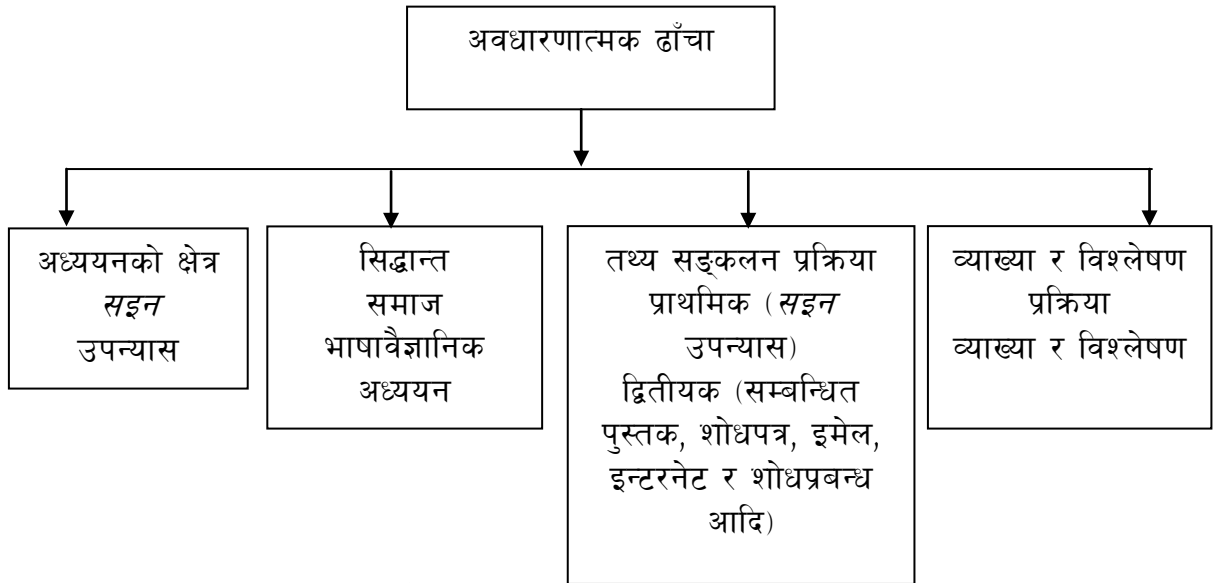 अवधारणात्मक ढाँचा
अध्ययनको क्षेत्र
सइन
उपन्यास
सिद्धान्त
समाज
भाषावैज्ञानिक
अध्ययन
तथ्य सङ्कलन प्रक्रिया
प्राथमिक (सइन
उपन्यास)
द्वितीयक (सम्बन्धित
पुस्तक, शोधपत्र, इमेल,
इन्टरनेट र शोधप्रबन्ध
आदि)
व्याख्या र विश्लेषण
प्रक्रिया
व्याख्या र विश्लेषण